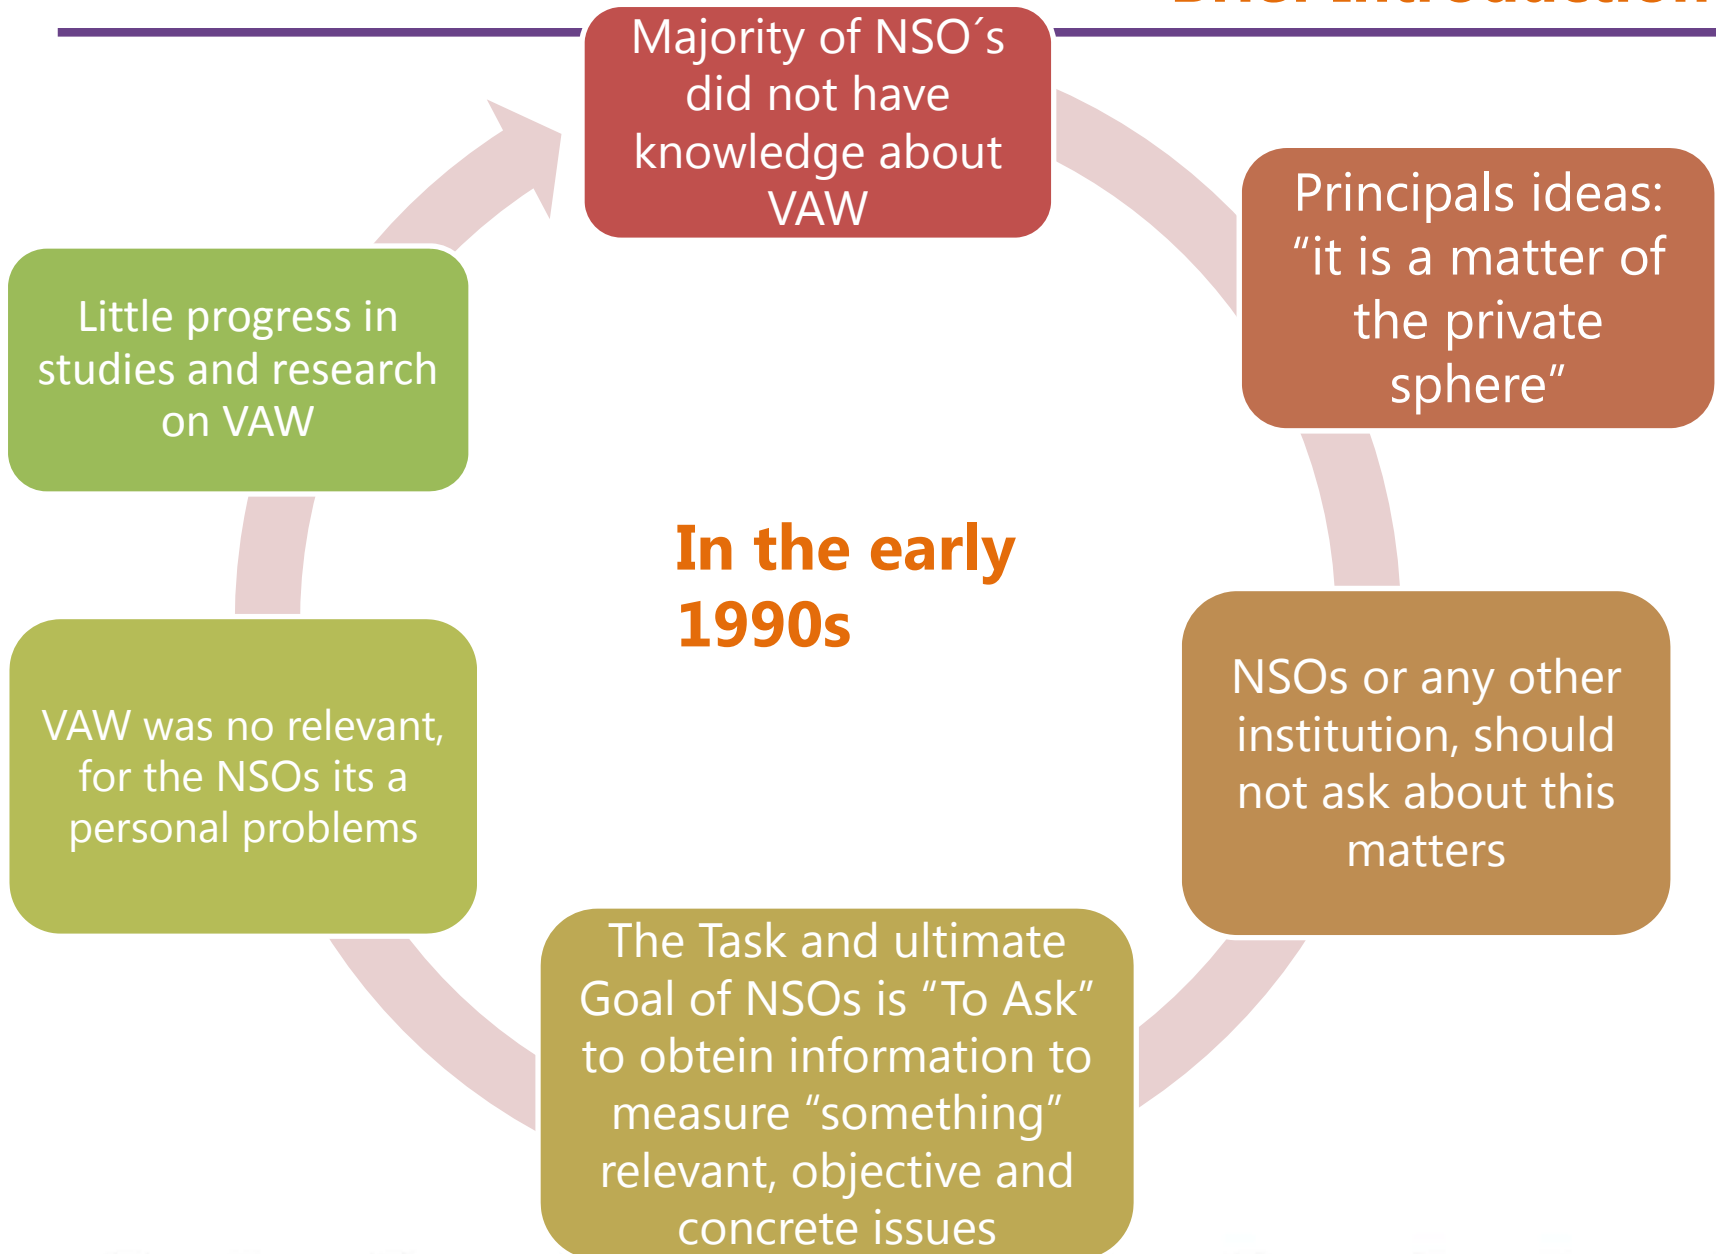 Brief Introduction
Majority of NSO´s
did not have
knowledge about
VAW
Principals ideas:
“it is a matter of
the private
sphere”
NSOs or any other
institution, should
not ask about this
matters
The Task and ultimate
Goal of NSOs is “To Ask”
to obtein information to
measure “something”
relevant, objective and
concrete issues
VAW was no relevant,
for the NSOs its a
personal problems
Little progress in
studies and research
on VAW
In the early
1990s